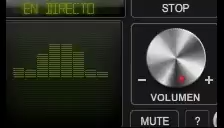 EN DIRECTO
STOP
- +
VOLUMEN
MUTE ?